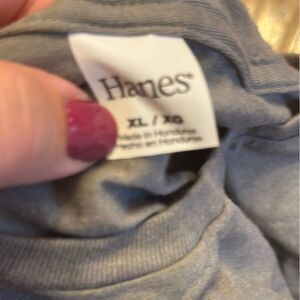 Hanes
XL / XG
Made in Honduras
Hecho en Honduras